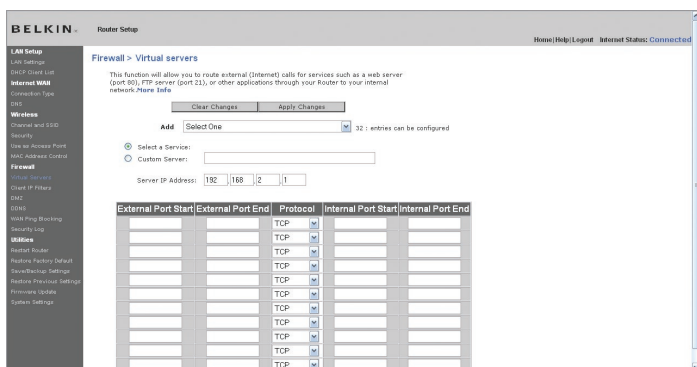 BELKIN
Router Setup
Home|Help|Logout Internet Status: Connected
LAN Setup
LAN Settings
DHCP Client List
Internet WAN
Connection Type
DNS
Wireless
Channel and SSID
Security
Use as Access Point
MAC Address Control
Firewall
Virtual Servers
Client IP Filters
DMZ
DDNS
WAN Ping Blocking
Security Log
Utilities
Restart Router
Restore Factory Default
Save/Backup Settings
Restore Previous Settings
Firmware Update
System Settings
Firewall > Virtual servers
This function will allow you to route external (Internet) calls for services such as a web server
(port 80), FTP server (port 21), or other applications through your Router to your internal
network.More Info
Clear Changes Apply Changes
Add Select One 32 : entries can be configured
Select a Service:
Custom Server:
Server IP Address: 192 .168 .2 .1
External Port Start External Port End Protocol Internal Port Start Internal Port End
TCP
TCP
TCP
TCP
TCP
TCP
TCP
TCP
TCP
TCP
TCP